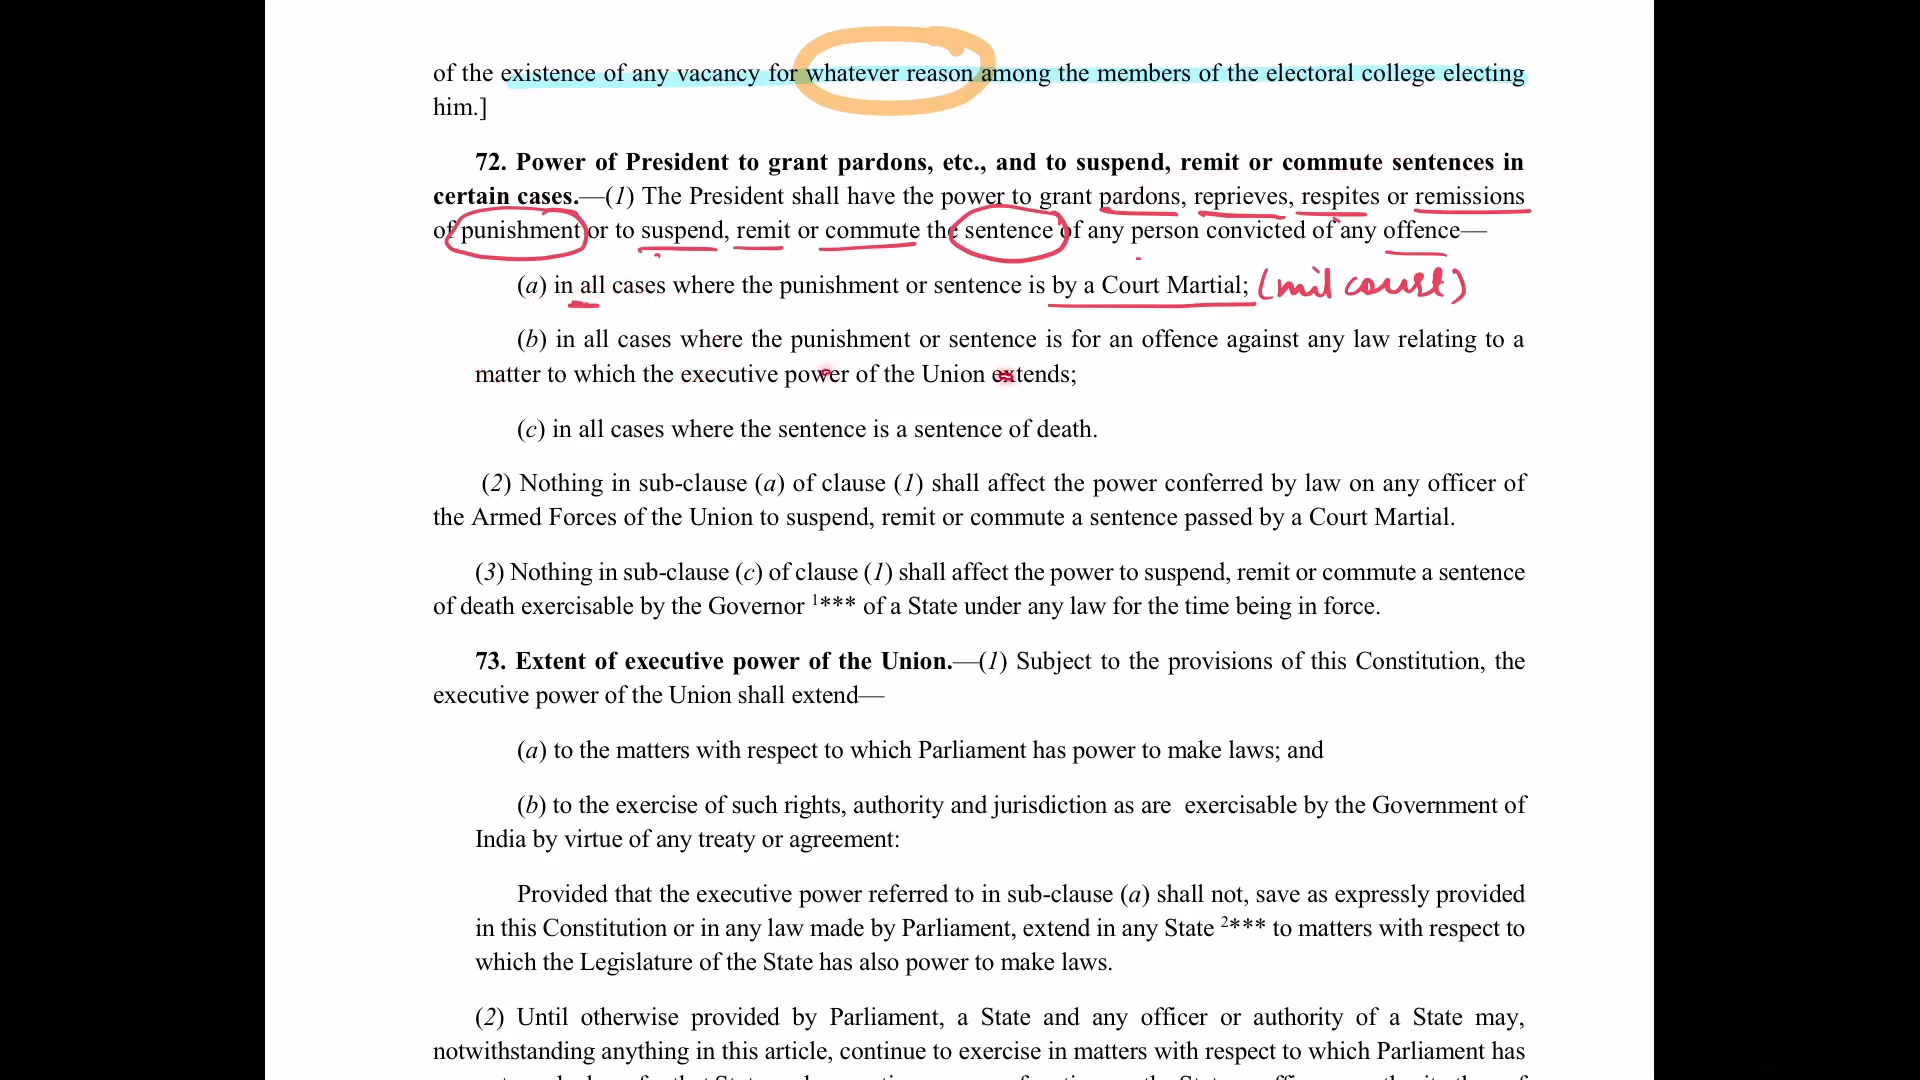 of the existence of any vacancy for whatever reason among the members of the electoral college electing
him.]
72. Power of President to grant pardons, etc., and to suspend, remit or commute sentences in
certain cases.—(1) The President shall have the power to grant pardons, reprieves, respites or remissions
of punishment or to suspend, remit or commute the sentence of any person convicted of any offence—
(a) in all cases where the punishment or sentence is by a Court Martial; (mil court)
(b) in all cases where the punishment or sentence is for an offence against any law relating to a
matter to which the executive power of the Union extends;
(c) in all cases where the sentence is a sentence of death.
(2) Nothing in sub-clause (a) of clause (1) shall affect the power conferred by law on any officer of
the Armed Forces of the Union to suspend, remit or commute a sentence passed by a Court Martial.
(3) Nothing in sub-clause (c) of clause (1) shall affect the power to suspend, remit or commute a sentence
of death exercisable by the Governor 1*** of a State under any law for the time being in force.
73. Extent of executive power of the Union.—(1) Subject to the provisions of this Constitution, the
executive power of the Union shall extend—
(a) to the matters with respect to which Parliament has power to make laws; and
(b) to the exercise of such rights, authority and jurisdiction as are exercisable by the Government of
India by virtue of any treaty or agreement:
Provided that the executive power referred to in sub-clause (a) shall not, save as expressly provided
in this Constitution or in any law made by Parliament, extend in any State 2*** to matters with respect to
which the Legislature of the State has also power to make laws.
(2) Until otherwise provided by Parliament, a State and any officer or authority of a State may,
notwithstanding anything in this article, continue to exercise in matters with respect to which Parliament has